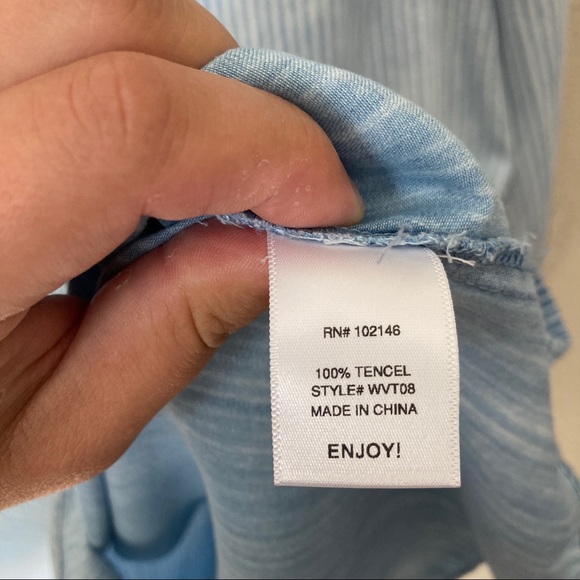 RN# 102146
100% TENCEL
STYLE# WVT08
MADE IN CHINA
ENJOY!